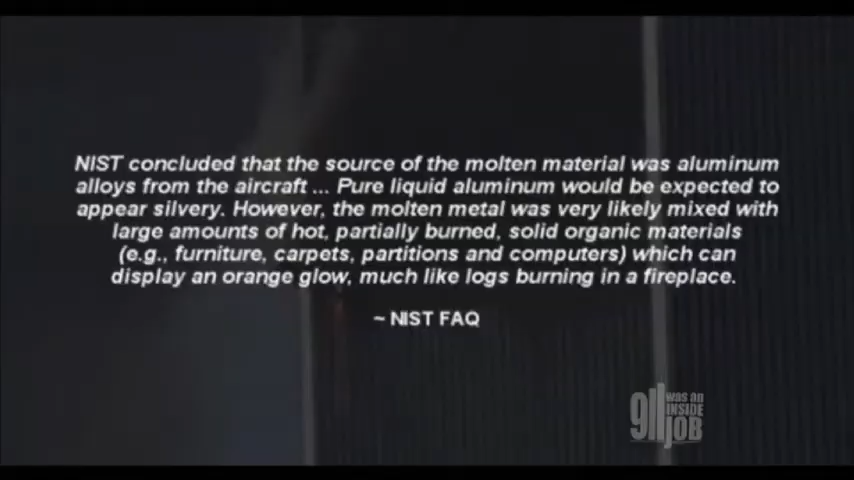 NIST concluded that the source of the molten material was aluminum
alloys from the aircraft ... Pure liquid aluminum would be expected to
appear silvery. However, the molten metal was very likely mixed with
large amounts of hot, partially burned, solid organic materials
(e.g., furniture, carpets, partitions and computers) which can
display an orange glow, much like logs burning in a fireplace.
~ NIST FAQ
911 was an
INSIDE
JOB